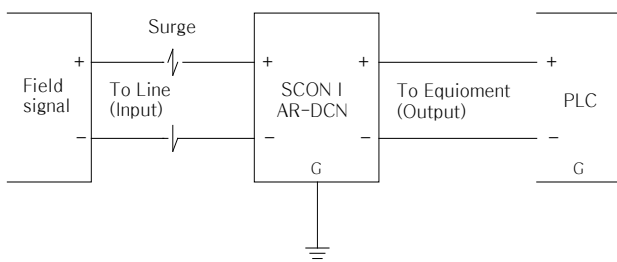 Surge
+
+
+
+
Field
signal
To Line
(Input)
SCON I
AR-DCN
To Equioment
(Output)
PLC
−
−
−
−
G
G